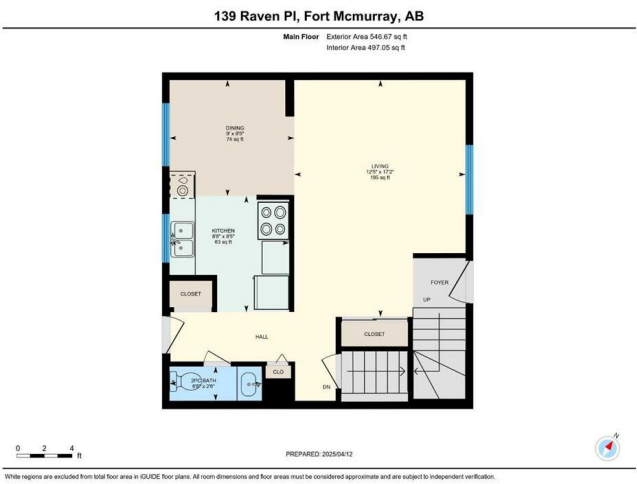 139 Raven Pl, Fort Mcmurray, AB
Main Floor Exterior Area 546.67 sq ft
Interior Area 497.05 sq ft
DINING
9' x 8'5"
74 sq ft
LIVING
12'6" x 17'2"
195 sq ft
KITCHEN
8'8" x 8'5"
63 sq ft
CLOSET
FOYER
UP
HALL
CLOSET
CLO
2PC BATH
6'8" x 2'6"
DN
0 2 4
ft
PREPARED: 2025/04/12
N
White regions are excluded from total floor area in iGUIDE floor plans. All room dimensions and floor areas must be considered approximate and are subject to independent verification.